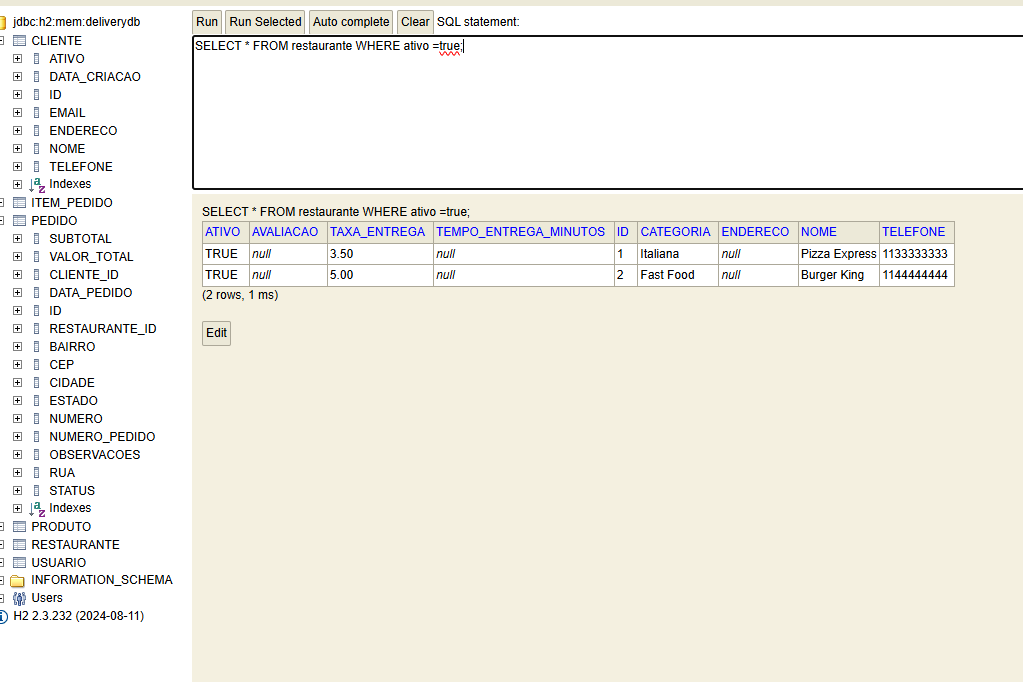 jdbc:h2:mem:deliverydb
CLIENTE
ATIVO
DATA_CRIACAO
ID
EMAIL
ENDERECO
NOME
TELEFONE
Indexes
ITEM_PEDIDO
PEDIDO
SUBTOTAL
VALOR_TOTAL
CLIENTE_ID
DATA_PEDIDO
ID
RESTAURANTE_ID
BAIRRO
CEP
CIDADE
ESTADO
NUMERO
NUMERO_PEDIDO
OBSERVACOES
RUA
STATUS
Indexes
PRODUTO
RESTAURANTE
USUARIO
INFORMATION_SCHEMA
Users
H2 2.3.232 (2024-08-11)
Run Run Selected Auto complete Clear SQL statement:
SELECT * FROM restaurante WHERE ativo =true;
SELECT * FROM restaurante WHERE ativo =true;
ATIVO AVALIACAO TAXA_ENTREGA TEMPO_ENTREGA_MINUTOS ID CATEGORIA ENDERECO NOME TELEFONE
TRUE null 3.50 null 1 Italiana null Pizza Express 1133333333
TRUE null 5.00 null 2 Fast Food null Burger King 1144444444
(2 rows, 1 ms)
Edit